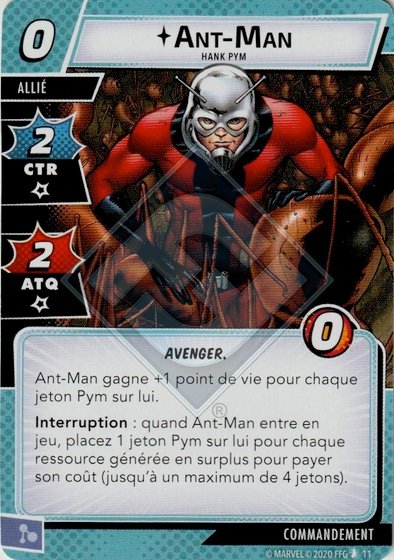 0
Ant-Man
HANK PYM
ALLIÉ
2
CTR
2
ATQ
0
AVENGER.
Ant-Man gagne +1 point de vie pour chaque
jeton Pym sur lui.
Interruption : quand Ant-Man entre en
jeu, placez 1 jeton Pym sur lui pour chaque
ressource générée en surplus pour payer
son coût (jusqu'à un maximum de 4 jetons).
®
COMMANDEMENT
© MARVEL © 2020 FFG 11